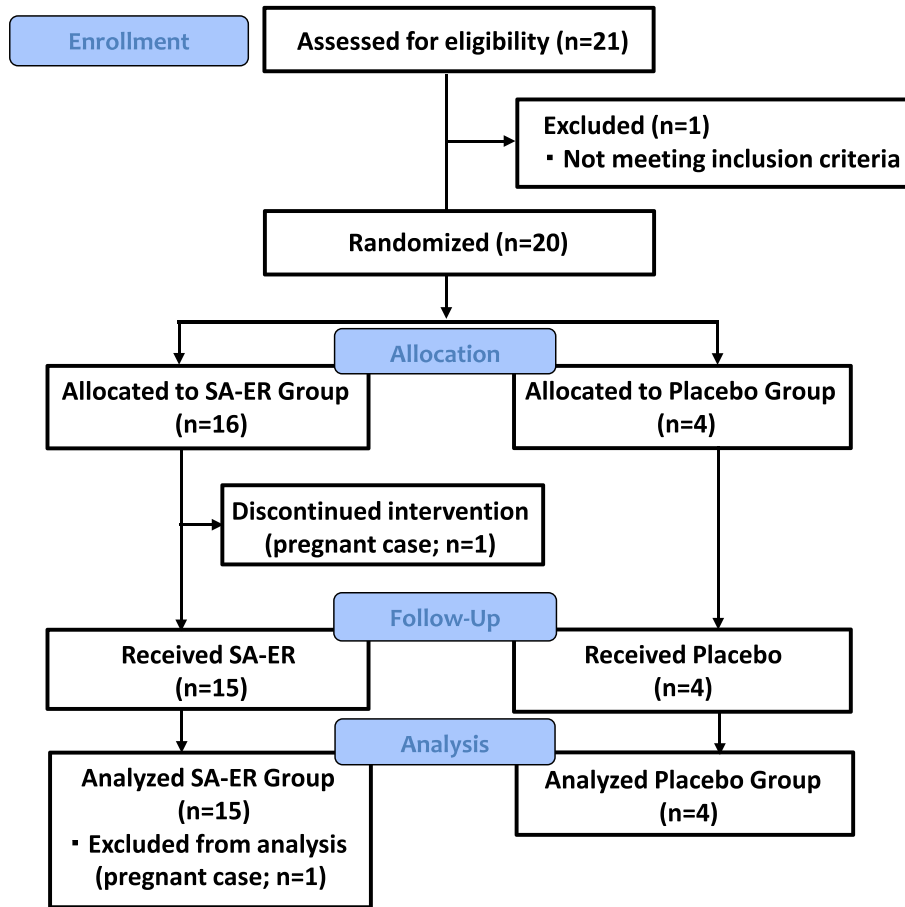 Enrollment
Assessed for eligibility (n=21)
Excluded (n=1)
▪ Not meeting inclusion criteria
Randomized (n=20)
Allocation
Allocated to SA-ER Group
(n=16)
Allocated to Placebo Group
(n=4)
Discontinued intervention
(pregnant case; n=1)
Follow-Up
Received SA-ER
(n=15)
Received Placebo
(n=4)
Analysis
Analyzed SA-ER Group
(n=15)
▪ Excluded from analysis
(pregnant case; n=1)
Analyzed Placebo Group
(n=4)